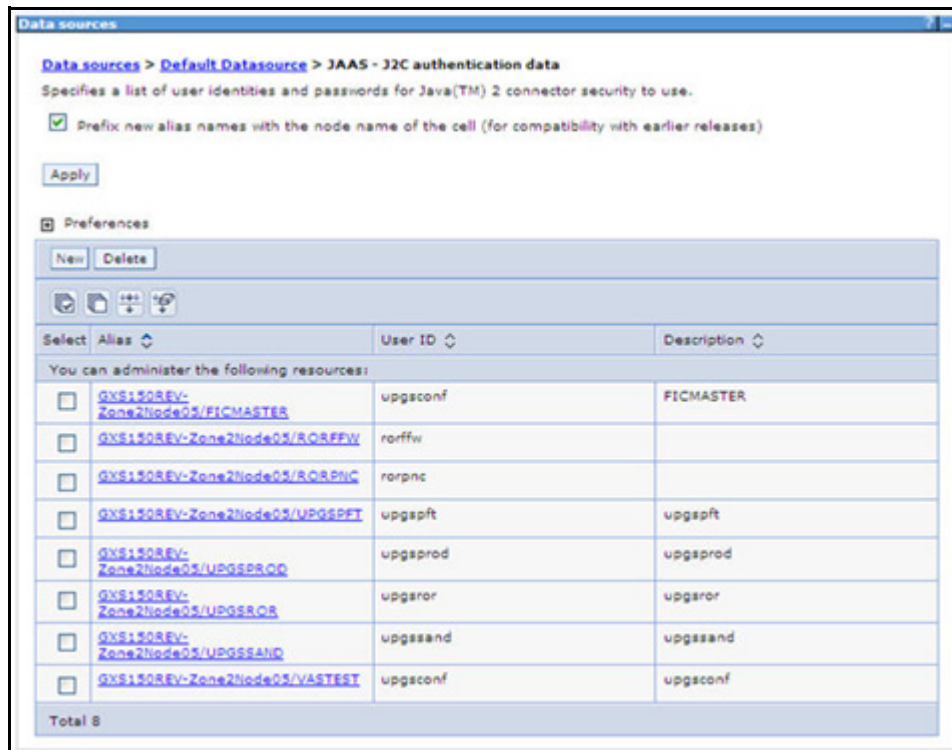 Data sources
Data sources > Default Datasource > JAAS - J2C authentication data
Specifies a list of user identities and passwords for Java(TM) 2 connector security to use.
Prefix new alias names with the node name of the cell (for compatibility with earlier releases)
Apply
Preferences
New Delete
Select Alias User ID Description
You can administer the following resources:
GXS150REV-
Zone2Node05/FICMASTER upgsconf FICMASTER
GXS150REV-Zone2Node05/RORFFW rorffw
GXS150REV-Zone2Node05/RORPNC rorpnc
GXS150REV-Zone2Node05/UPGSPFT upgspft upgspft
GXS150REV-
Zone2Node05/UPGSPROD upgsprod upgsprod
GXS150REV-
Zone2Node05/UPGSROR upgsror upgsror
GXS150REV-
Zone2Node05/UPGSSAND upgssand upgssand
GXS150REV-Zone2Node05/VASTEST upgsconf upgsconf
Total 8